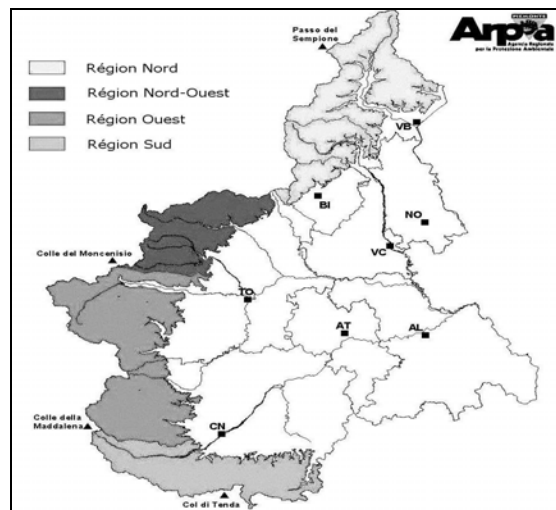 PIEMONTE
Arpa
Agenzia Regionale
per la Protezione Ambientale
Passo del
Sempione
Région Nord
Région Nord-Ouest
Région Ouest
Région Sud
VB
BI
NO
VC
Colle del Moncenisio
TO
AT
AL
Colle della
Maddalena
CN
Col di Tenda